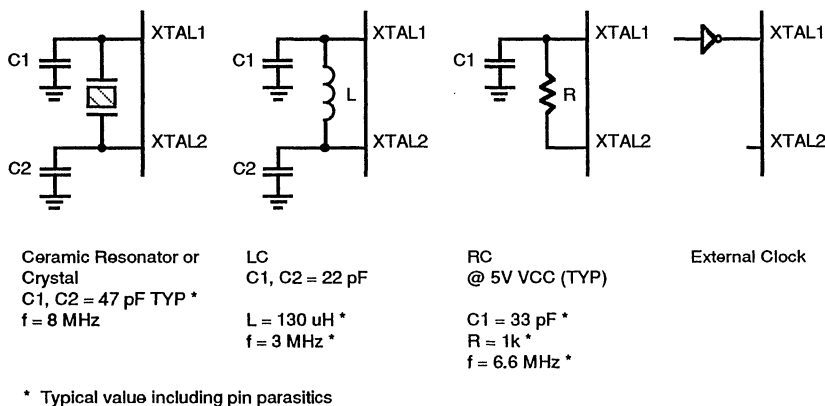 XTAL1
C1
XTAL2
C2
XTAL1
C1
L
XTAL2
C2
XTAL1
C1
R
XTAL2
XTAL1
XTAL2
Ceramic Resonator or
Crystal
C1, C2 = 47 pF TYP *
f = 8 MHz
LC
C1, C2 = 22 pF
L = 130 uH *
f = 3 MHz *
RC
@ 5V VCC (TYP)
C1 = 33 pF *
R = 1k *
f = 6.6 MHz *
External Clock
* Typical value including pin parasitics